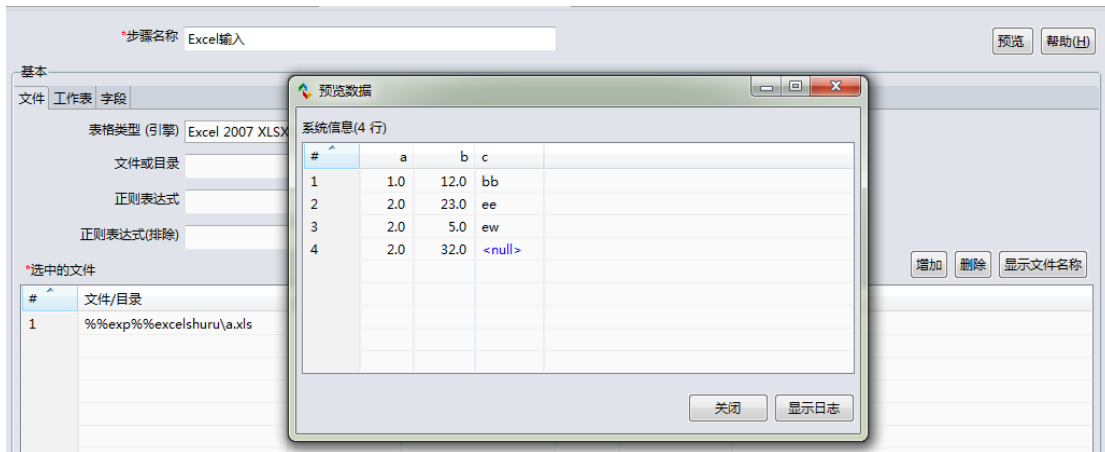 *步骤名称 Excel输入 预览 帮助(H)
基本
文件 工作表 字段
表格类型 (引擎) Excel 2007 XLSX
文件或目录
正则表达式
正则表达式(排除)
*选中的文件 增加 删除 显示文件名称
# 文件/目录
1 %%exp%%excelshuru\a.xls
预览数据
系统信息(4 行)
# a b c
1 1.0 12.0 bb
2 2.0 23.0 ee
3 2.0 5.0 ew
4 2.0 32.0 <null>
关闭 显示日志